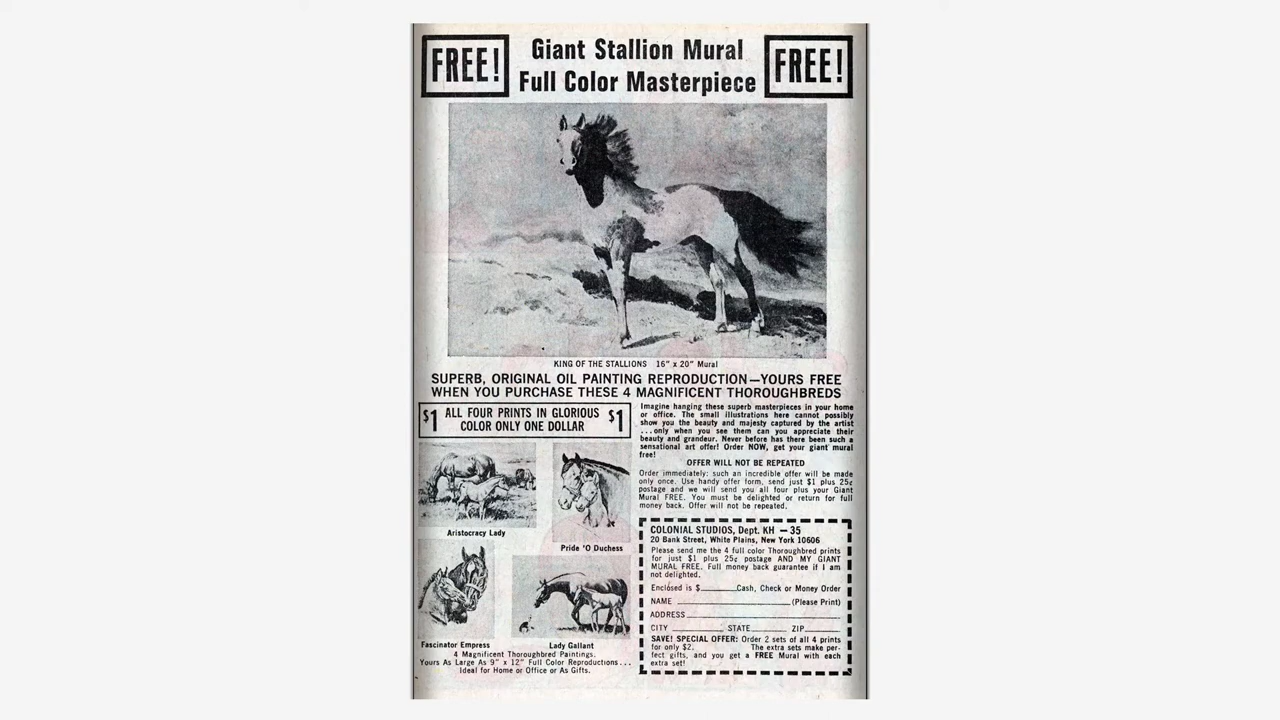 FREE!
Giant Stallion Mural
Full Color Masterpiece
FREE!
KING OF THE STALLIONS 16" x 20" Mural
SUPERB, ORIGINAL OIL PAINTING REPRODUCTION—YOURS FREE
WHEN YOU PURCHASE THESE 4 MAGNIFICENT THOROUGHBREDS
$1 ALL FOUR PRINTS IN GLORIOUS $1
COLOR ONLY ONE DOLLAR
Aristocracy Lady
Pride 'O Duchess
Fascinator Empress
Lady Gallant
4 Magnificent Thoroughbred Paintings.
Yours As Large As 9" x 12" Full Color Reproductions...
Ideal for Home or Office or As Gifts.
Imagine hanging these superb masterpieces in your home
or office. The small illustrations here cannot possibly
show you the beauty and majesty captured by the artist
...only when you see them can you appreciate their
beauty and grandeur. Never before has there been such a
sensational art offer! Order NOW, get your giant mural
free!
OFFER WILL NOT BE REPEATED
Order immediately: such an incredible offer will be made
only once. Use handy offer form, send just $1 plus 25¢
postage and we will send you all four plus your Giant
Mural FREE. You must be delighted or return for full
money back. Offer will not be repeated.
COLONIAL STUDIOS, Dept. KH — 35
20 Bank Street, White Plains, New York 10606
Please send me the 4 full color Thoroughbred prints
for just $1 plus 25¢ postage AND MY GIANT
MURAL FREE. Full money back guarantee if I am
not delighted.
Enclosed is $______Cash, Check or Money Order
NAME ______ (Please Print)
ADDRESS ______
CITY ______ STATE ______ ZIP ______
SAVE! SPECIAL OFFER: Order 2 sets of all 4 prints
for only $2. The extra sets make per-
fect gifts, and you get a FREE Mural with each
extra set!